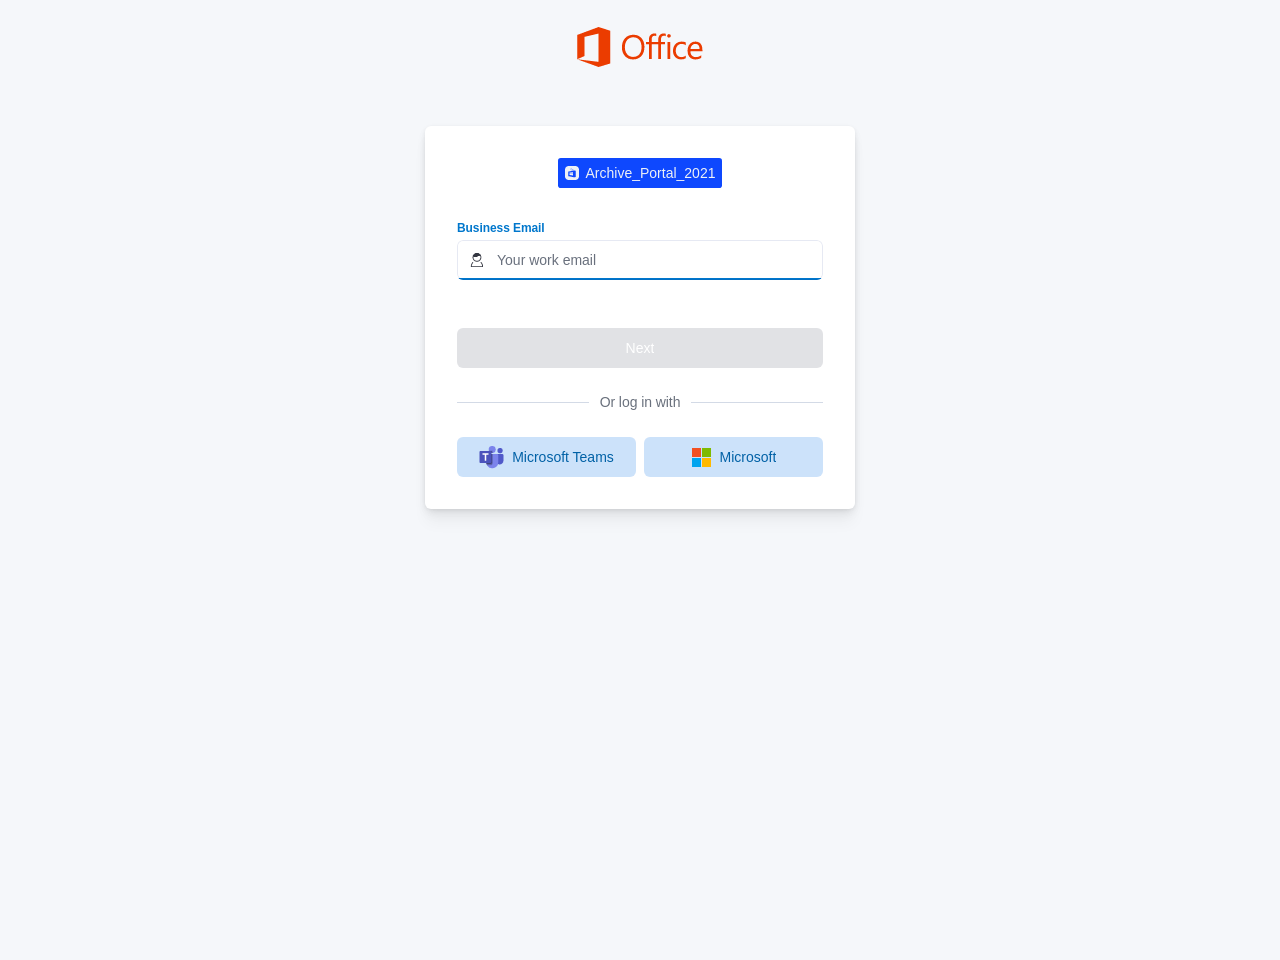 Office
Archive_Portal_2021
Business Email
Your work email
Next
Or log in with
Microsoft Teams
Microsoft